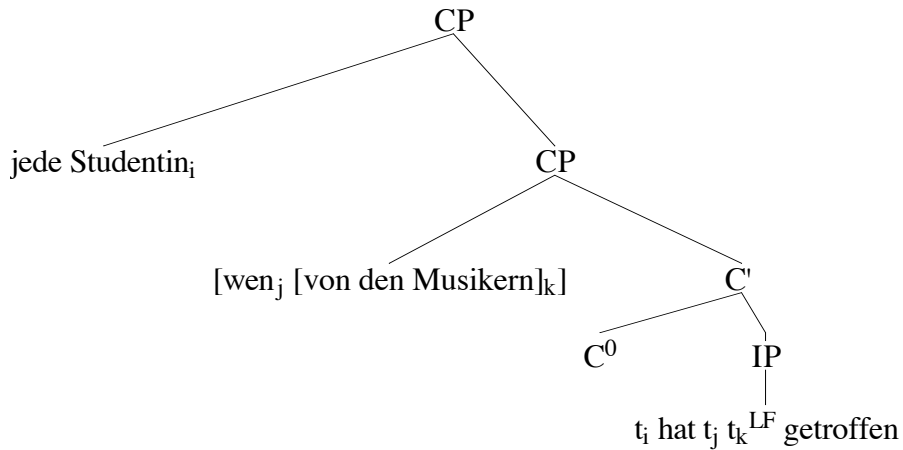 CP
jede Studentin_i CP
[wen_j [von den Musikern]_k] C'
C^0 IP
t_i hat t_j t_k^LF getroffen